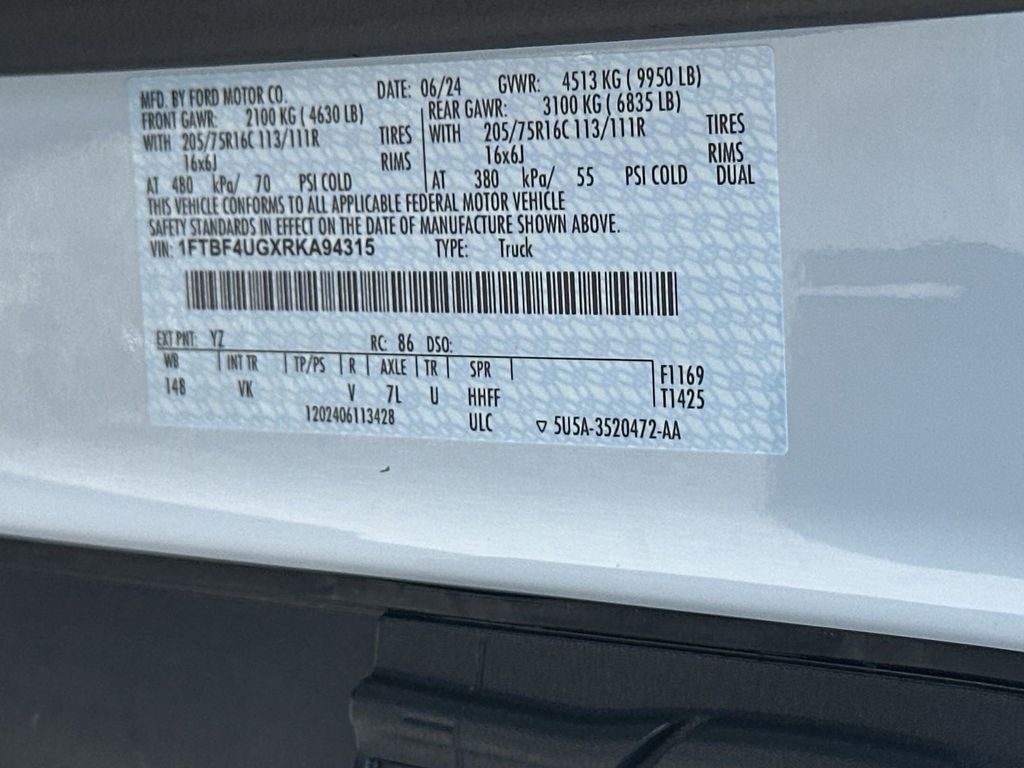 MFD. BY FORD MOTOR CO. DATE: 06/24 GVWR: 4513 KG ( 9950 LB)
FRONT GAWR: 2100 KG ( 4630 LB) REAR GAWR: 3100 KG ( 6835 LB)
WITH 205/75R16C 113/111R TIRES WITH 205/75R16C 113/111R TIRES
16x6J RIMS 16x6J RIMS
AT 480 kPa/ 70 PSI COLD AT 380 kPa/ 55 PSI COLD DUAL
THIS VEHICLE CONFORMS TO ALL APPLICABLE FEDERAL MOTOR VEHICLE
SAFETY STANDARDS IN EFFECT ON THE DATE OF MANUFACTURE SHOWN ABOVE.
VIN: 1FTBF4UGXRKA94315 TYPE: Truck
EXT PNT: YZ RC: 86 DSO:
WB INT TR TP/PS R AXLE TR SPR F1169
148 VK V 7L U HHFF T1425
1202406113428 ULC ▽ 5U5A-3520472-AA